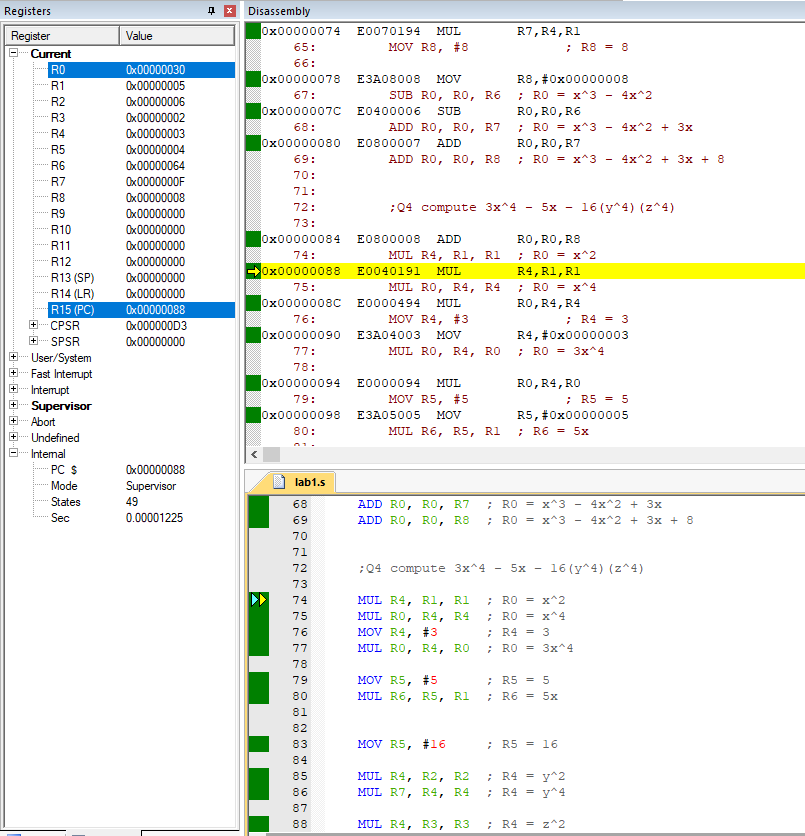 Registers
Register Value
Current
R0 0x00000030
R1 0x00000005
R2 0x00000006
R3 0x00000002
R4 0x00000003
R5 0x00000004
R6 0x00000064
R7 0x0000000F
R8 0x00000008
R9 0x00000000
R10 0x00000000
R11 0x00000000
R12 0x00000000
R13 (SP) 0x00000000
R14 (LR) 0x00000000
R15 (PC) 0x00000088
CPSR 0x000000D3
SPSR 0x00000000
User/System
Fast Interrupt
Interrupt
Supervisor
Abort
Undefined
Internal
PC $ 0x00000088
Mode Supervisor
States 49
Sec 0.00001225
Disassembly
0x00000074 E0070194 MUL R7,R4,R1
65: MOV R8, #8 ; R8 = 8
66:
0x00000078 E3A08008 MOV R8,#0x00000008
67: SUB R0, R0, R6 ; R0 = x^3 - 4x^2
0x0000007C E0400006 SUB R0,R0,R6
68: ADD R0, R0, R7 ; R0 = x^3 - 4x^2 + 3x
0x00000080 E0800007 ADD R0,R0,R7
69: ADD R0, R0, R8 ; R0 = x^3 - 4x^2 + 3x + 8
70:
71:
72: ;Q4 compute 3x^4 - 5x - 16(y^4)(z^4)
73:
0x00000084 E0800008 ADD R0,R0,R8
74: MUL R4, R1, R1 ; R0 = x^2
0x00000088 E0040191 MUL R4,R1,R1
75: MUL R0, R4, R4 ; R0 = x^4
0x0000008C E0000494 MUL R0,R4,R4
76: MOV R4, #3 ; R4 = 3
0x00000090 E3A04003 MOV R4,#0x00000003
77: MUL R0, R4, R0 ; R0 = 3x^4
78:
0x00000094 E0000094 MUL R0,R4,R0
79: MOV R5, #5 ; R5 = 5
0x00000098 E3A05005 MOV R5,#0x00000005
80: MUL R6, R5, R1 ; R6 = 5x
lab1.s
68 ADD R0, R0, R7 ; R0 = x^3 - 4x^2 + 3x
69 ADD R0, R0, R8 ; R0 = x^3 - 4x^2 + 3x + 8
70
71
72 ;Q4 compute 3x^4 - 5x - 16(y^4)(z^4)
73
74 MUL R4, R1, R1 ; R0 = x^2
75 MUL R0, R4, R4 ; R0 = x^4
76 MOV R4, #3 ; R4 = 3
77 MUL R0, R4, R0 ; R0 = 3x^4
78
79 MOV R5, #5 ; R5 = 5
80 MUL R6, R5, R1 ; R6 = 5x
81
82
83 MOV R5, #16 ; R5 = 16
84
85 MUL R4, R2, R2 ; R4 = y^2
86 MUL R7, R4, R4 ; R4 = y^4
87
88 MUL R4, R3, R3 ; R4 = z^2